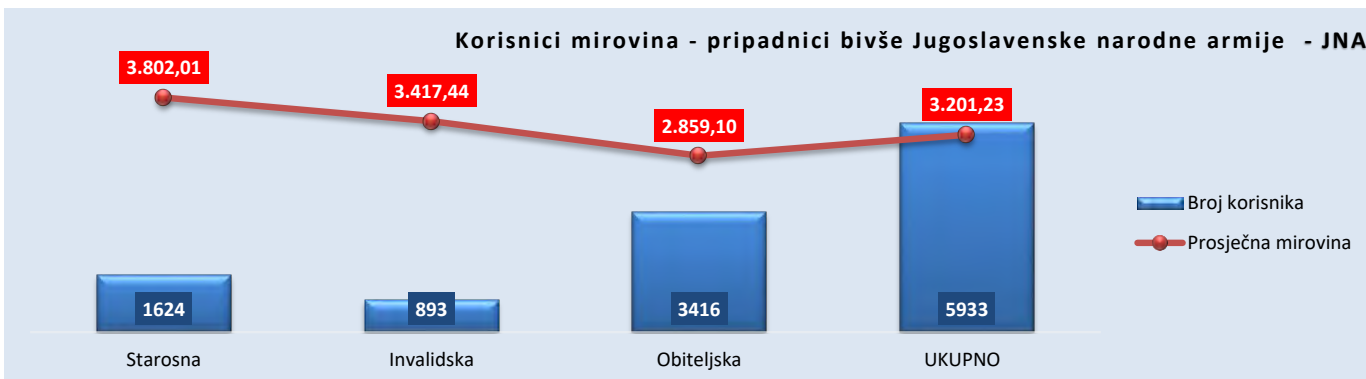 Korisnici mirovina - pripadnici bivše Jugoslavenske narodne armije - JNA
3.802,01
3.417,44
2.859,10
3.201,23
Broj korisnika
Prosječna mirovina
1624
893
3416
5933
Starosna
Invalidska
Obiteljska
UKUPNO